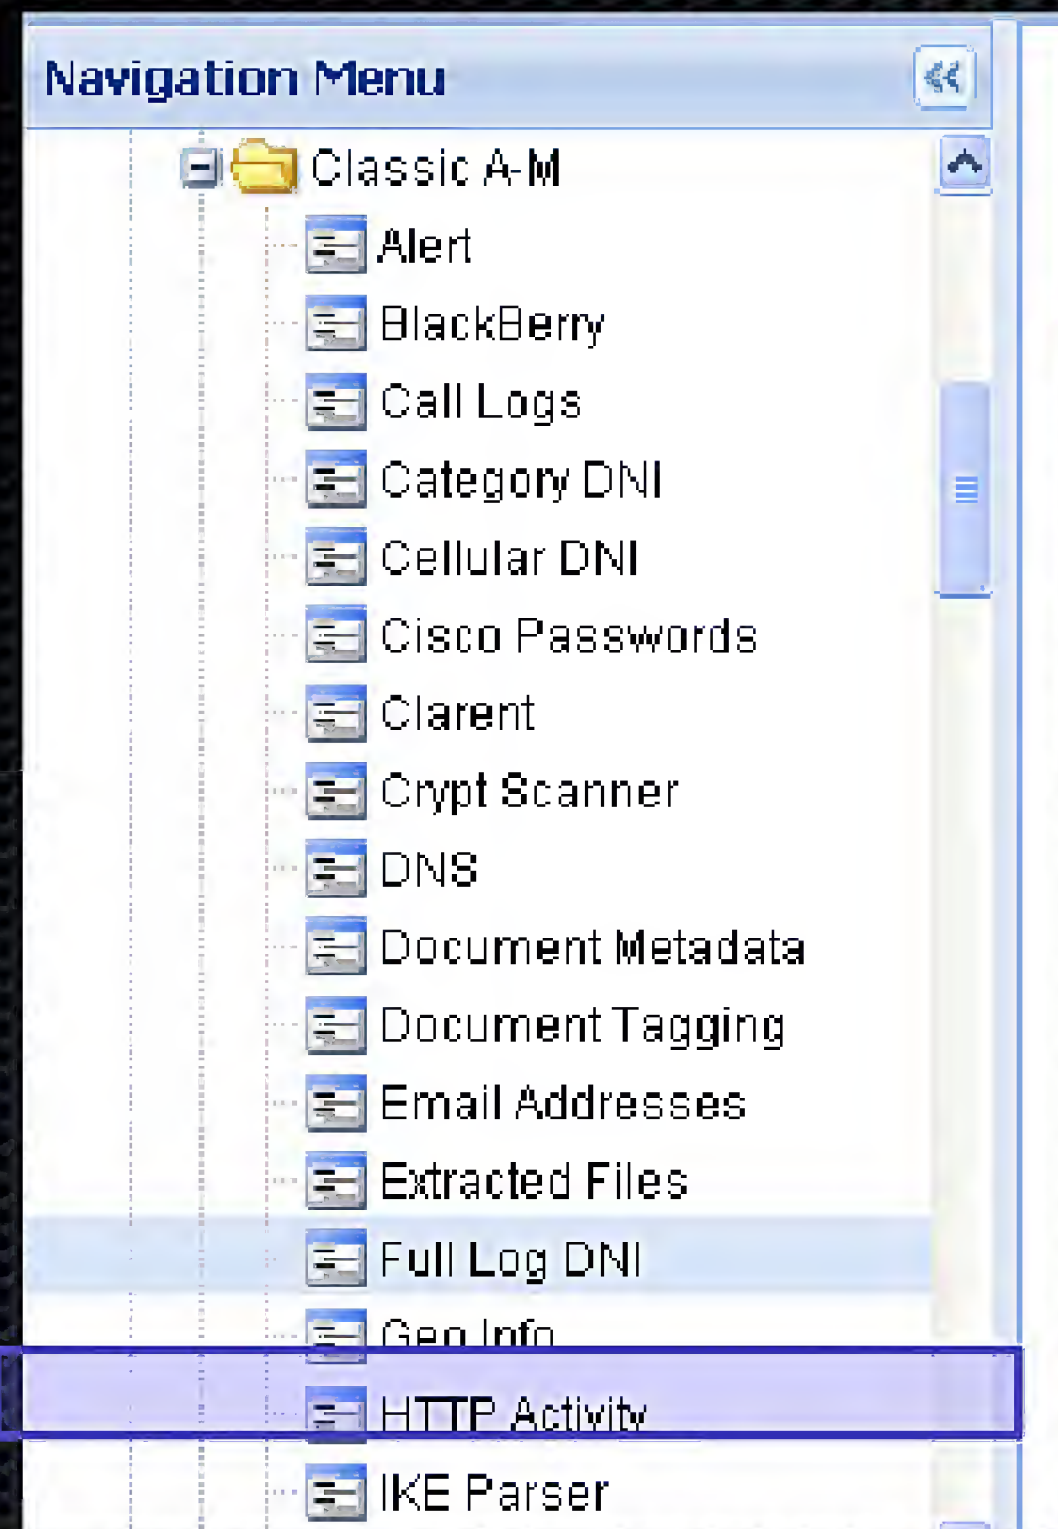 Navigation Menu
Classic A-M
Alert
BlackBerry
Call Logs
Category DNI
Cellular DNI
Cisco Passwords
Clarent
Crypt Scanner
DNS
Document Metadata
Document Tagging
Email Addresses
Extracted Files
Full Log DNI
Geo Info
HTTP Activity
IKE Parser